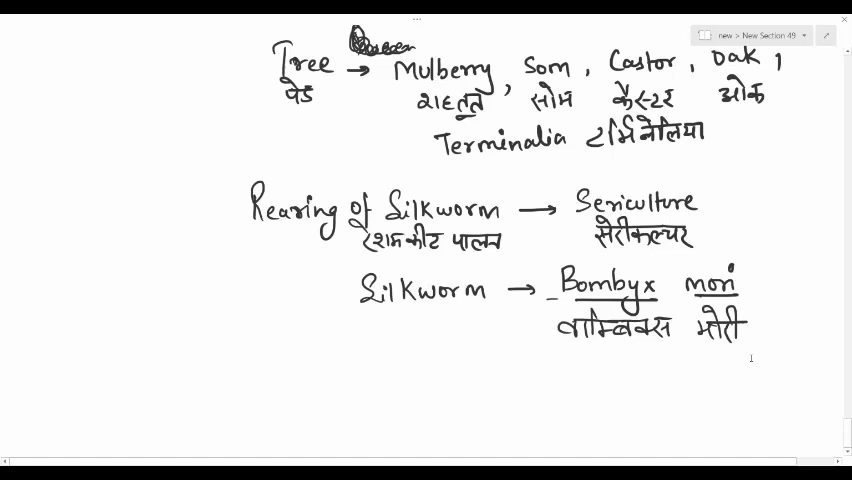 new > New Section 49
Tree → Mulberry, Som, Castor, Oak,
पेड शहतूत सोम कैस्टर ओक
Terminalia टर्मिनेलिया
Rearing of Silkworm → Sericulture
रेशमकीट पालन सेरीकल्चर
Silkworm → Bombyx mori
बाम्बिक्स मोरी